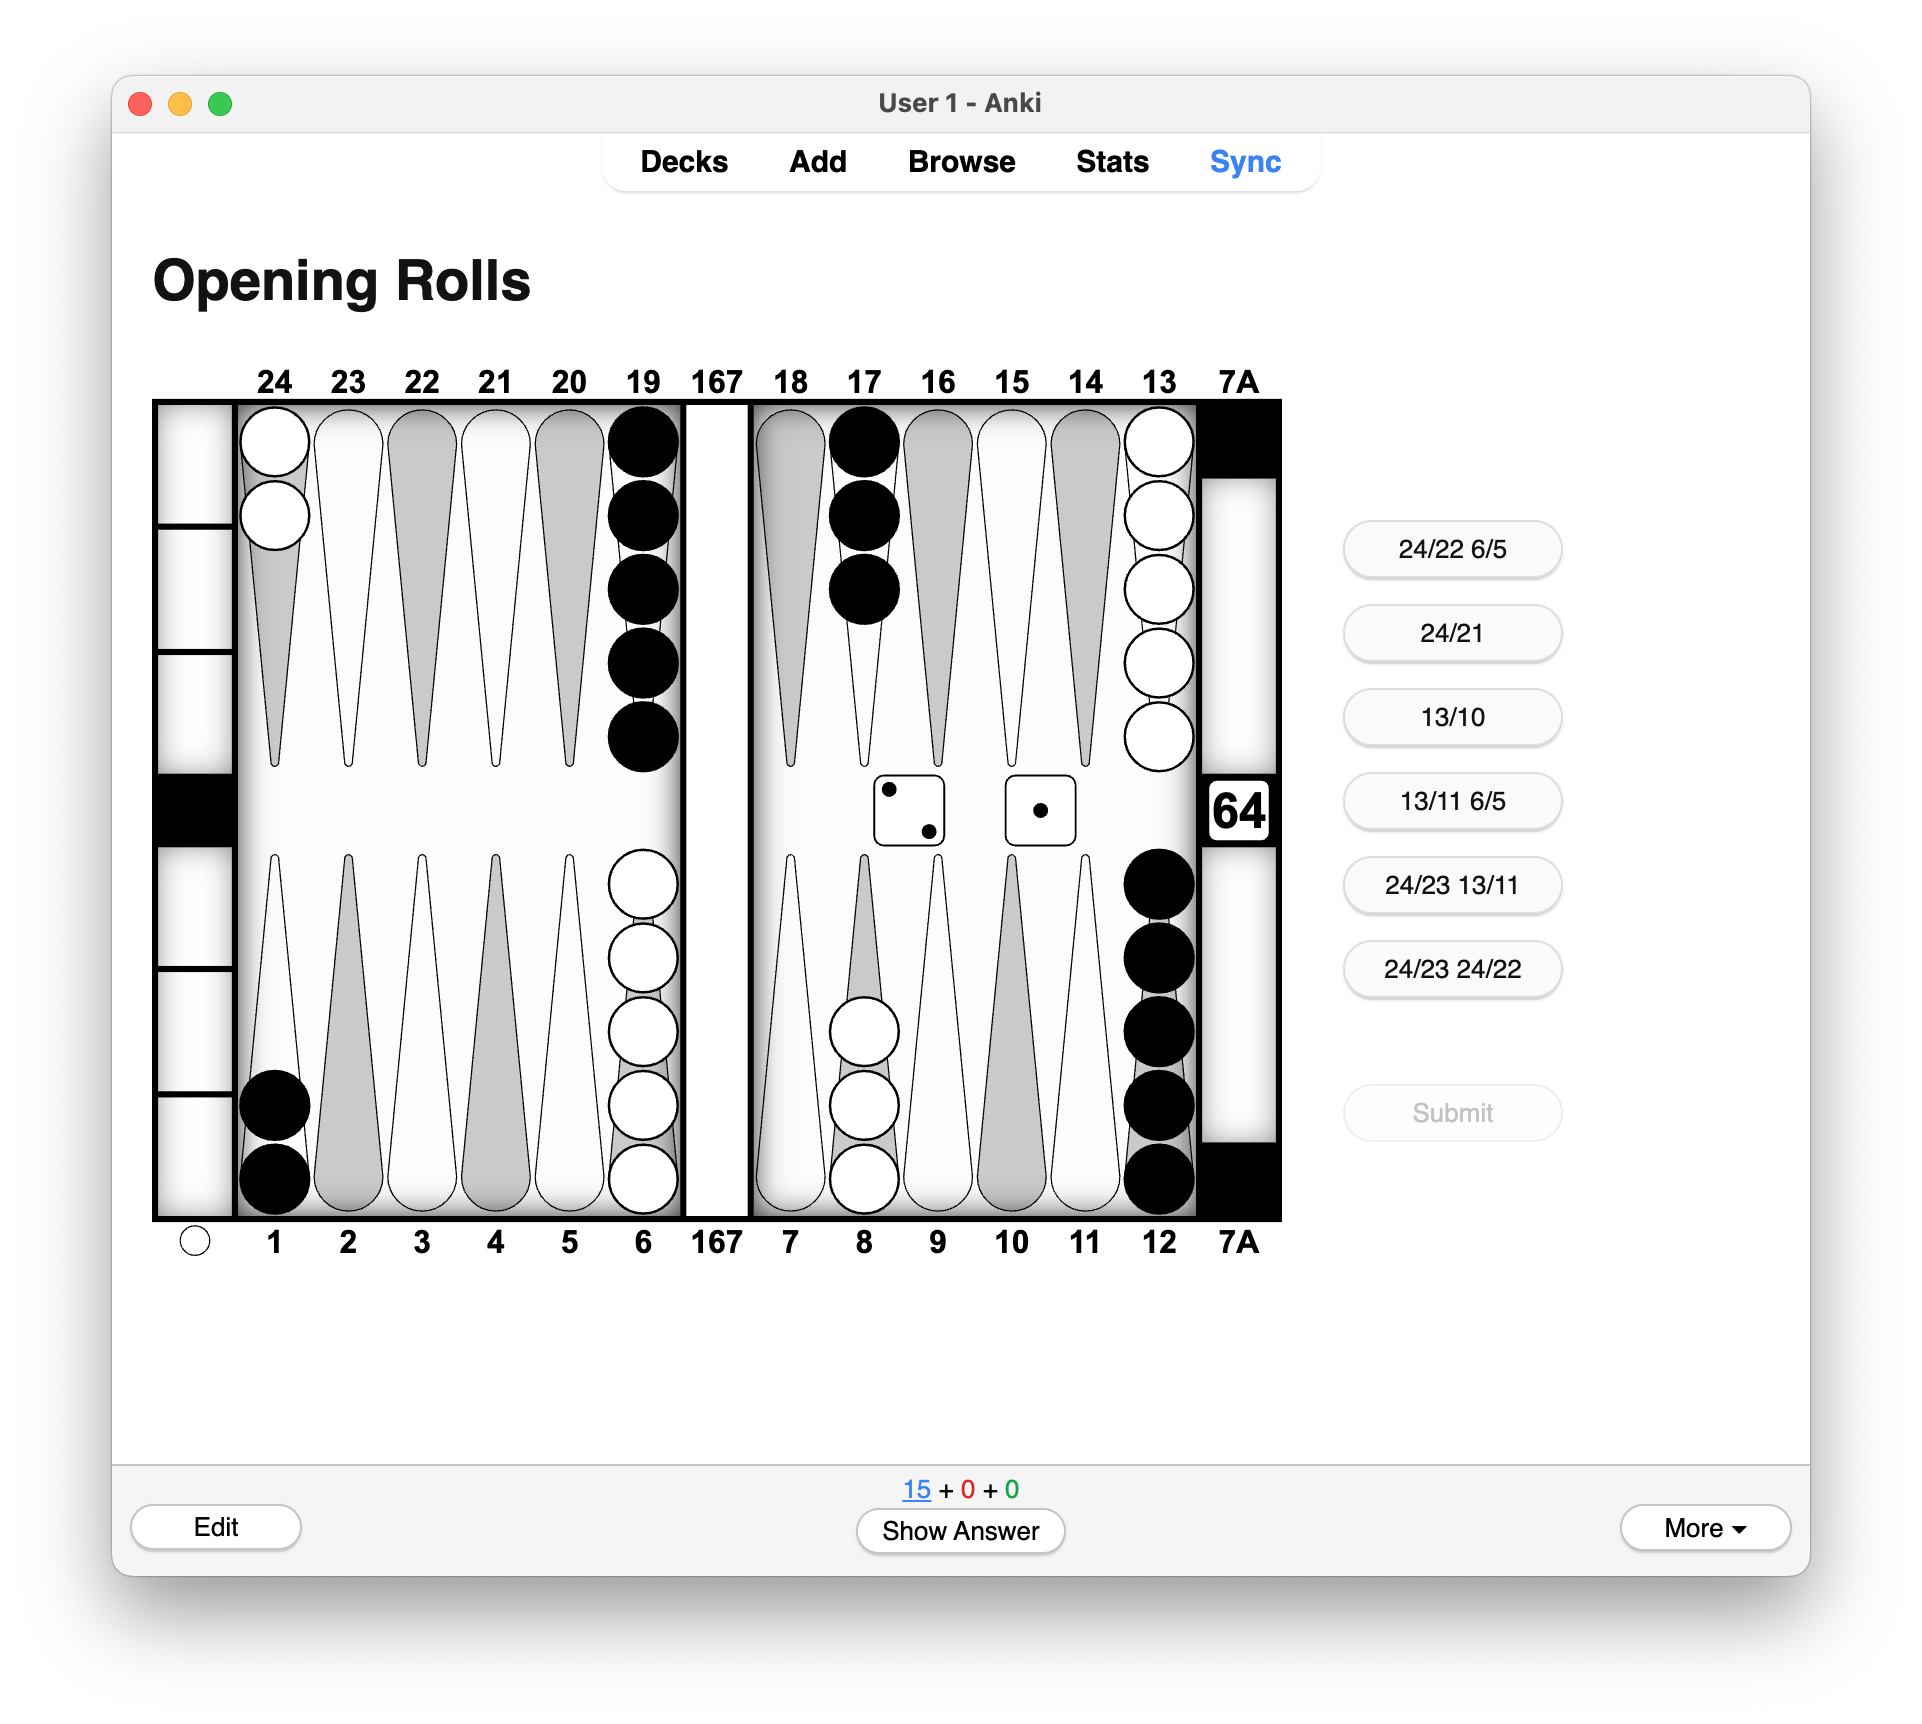 User 1 - Anki
Decks Add Browse Stats Sync
Opening Rolls
24 23 22 21 20 19 167 18 17 16 15 14 13 7A
64
1 2 3 4 5 6 167 7 8 9 10 11 12 7A
24/22 6/5
24/21
13/10
13/11 6/5
24/23 13/11
24/23 24/22
Submit
15 + 0 + 0
Edit
Show Answer
More